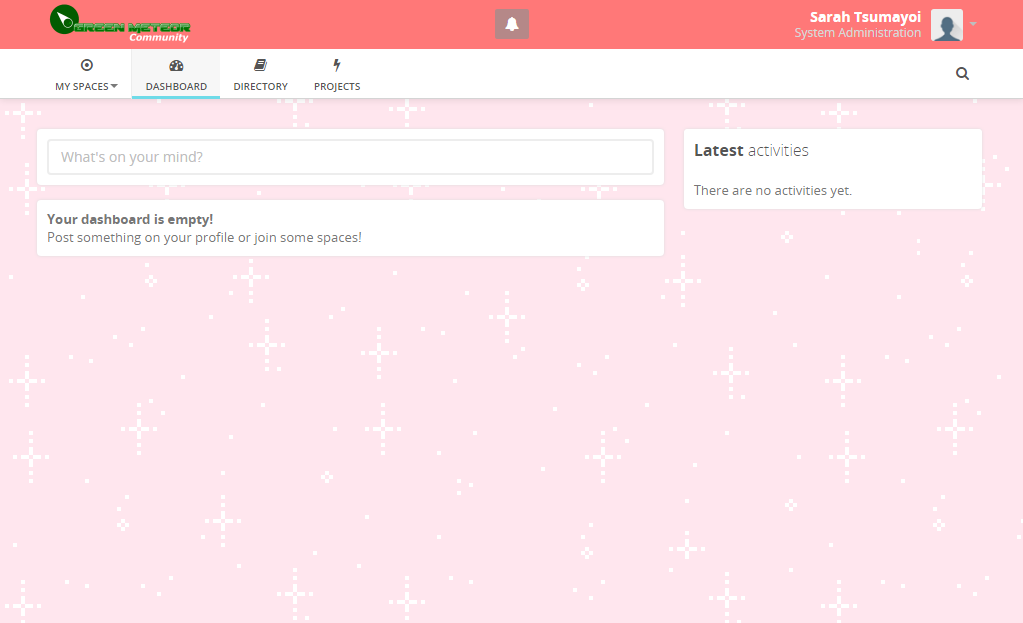 GREEN METEOR
Community
Sarah Tsumayoi
System Administration
MY SPACES
DASHBOARD
DIRECTORY
PROJECTS
What's on your mind?
Latest activities
There are no activities yet.
Your dashboard is empty!
Post something on your profile or join some spaces!